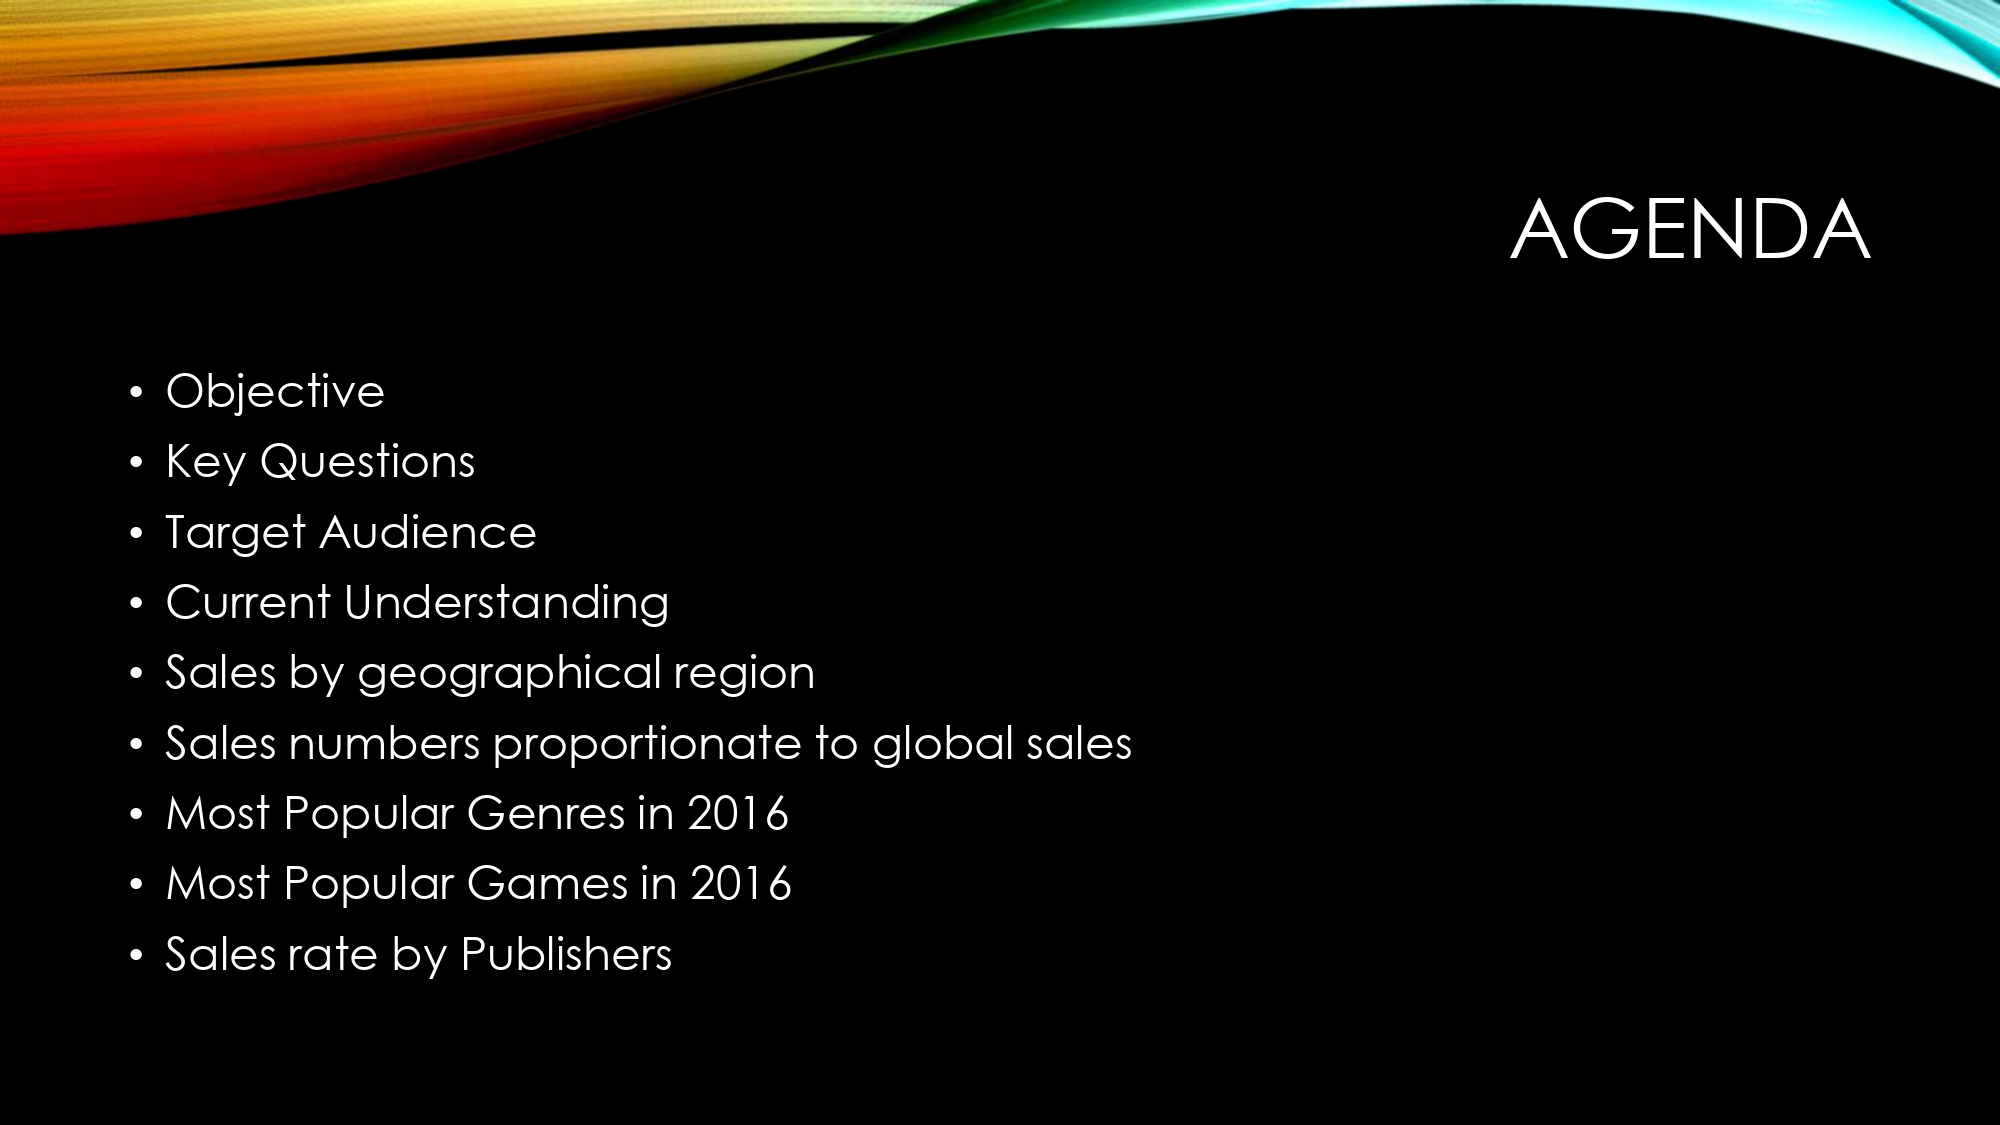 AGENDA
• Objective
• Key Questions
• Target Audience
• Current Understanding
• Sales by geographical region
• Sales numbers proportionate to global sales
• Most Popular Genres in 2016
• Most Popular Games in 2016
• Sales rate by Publishers